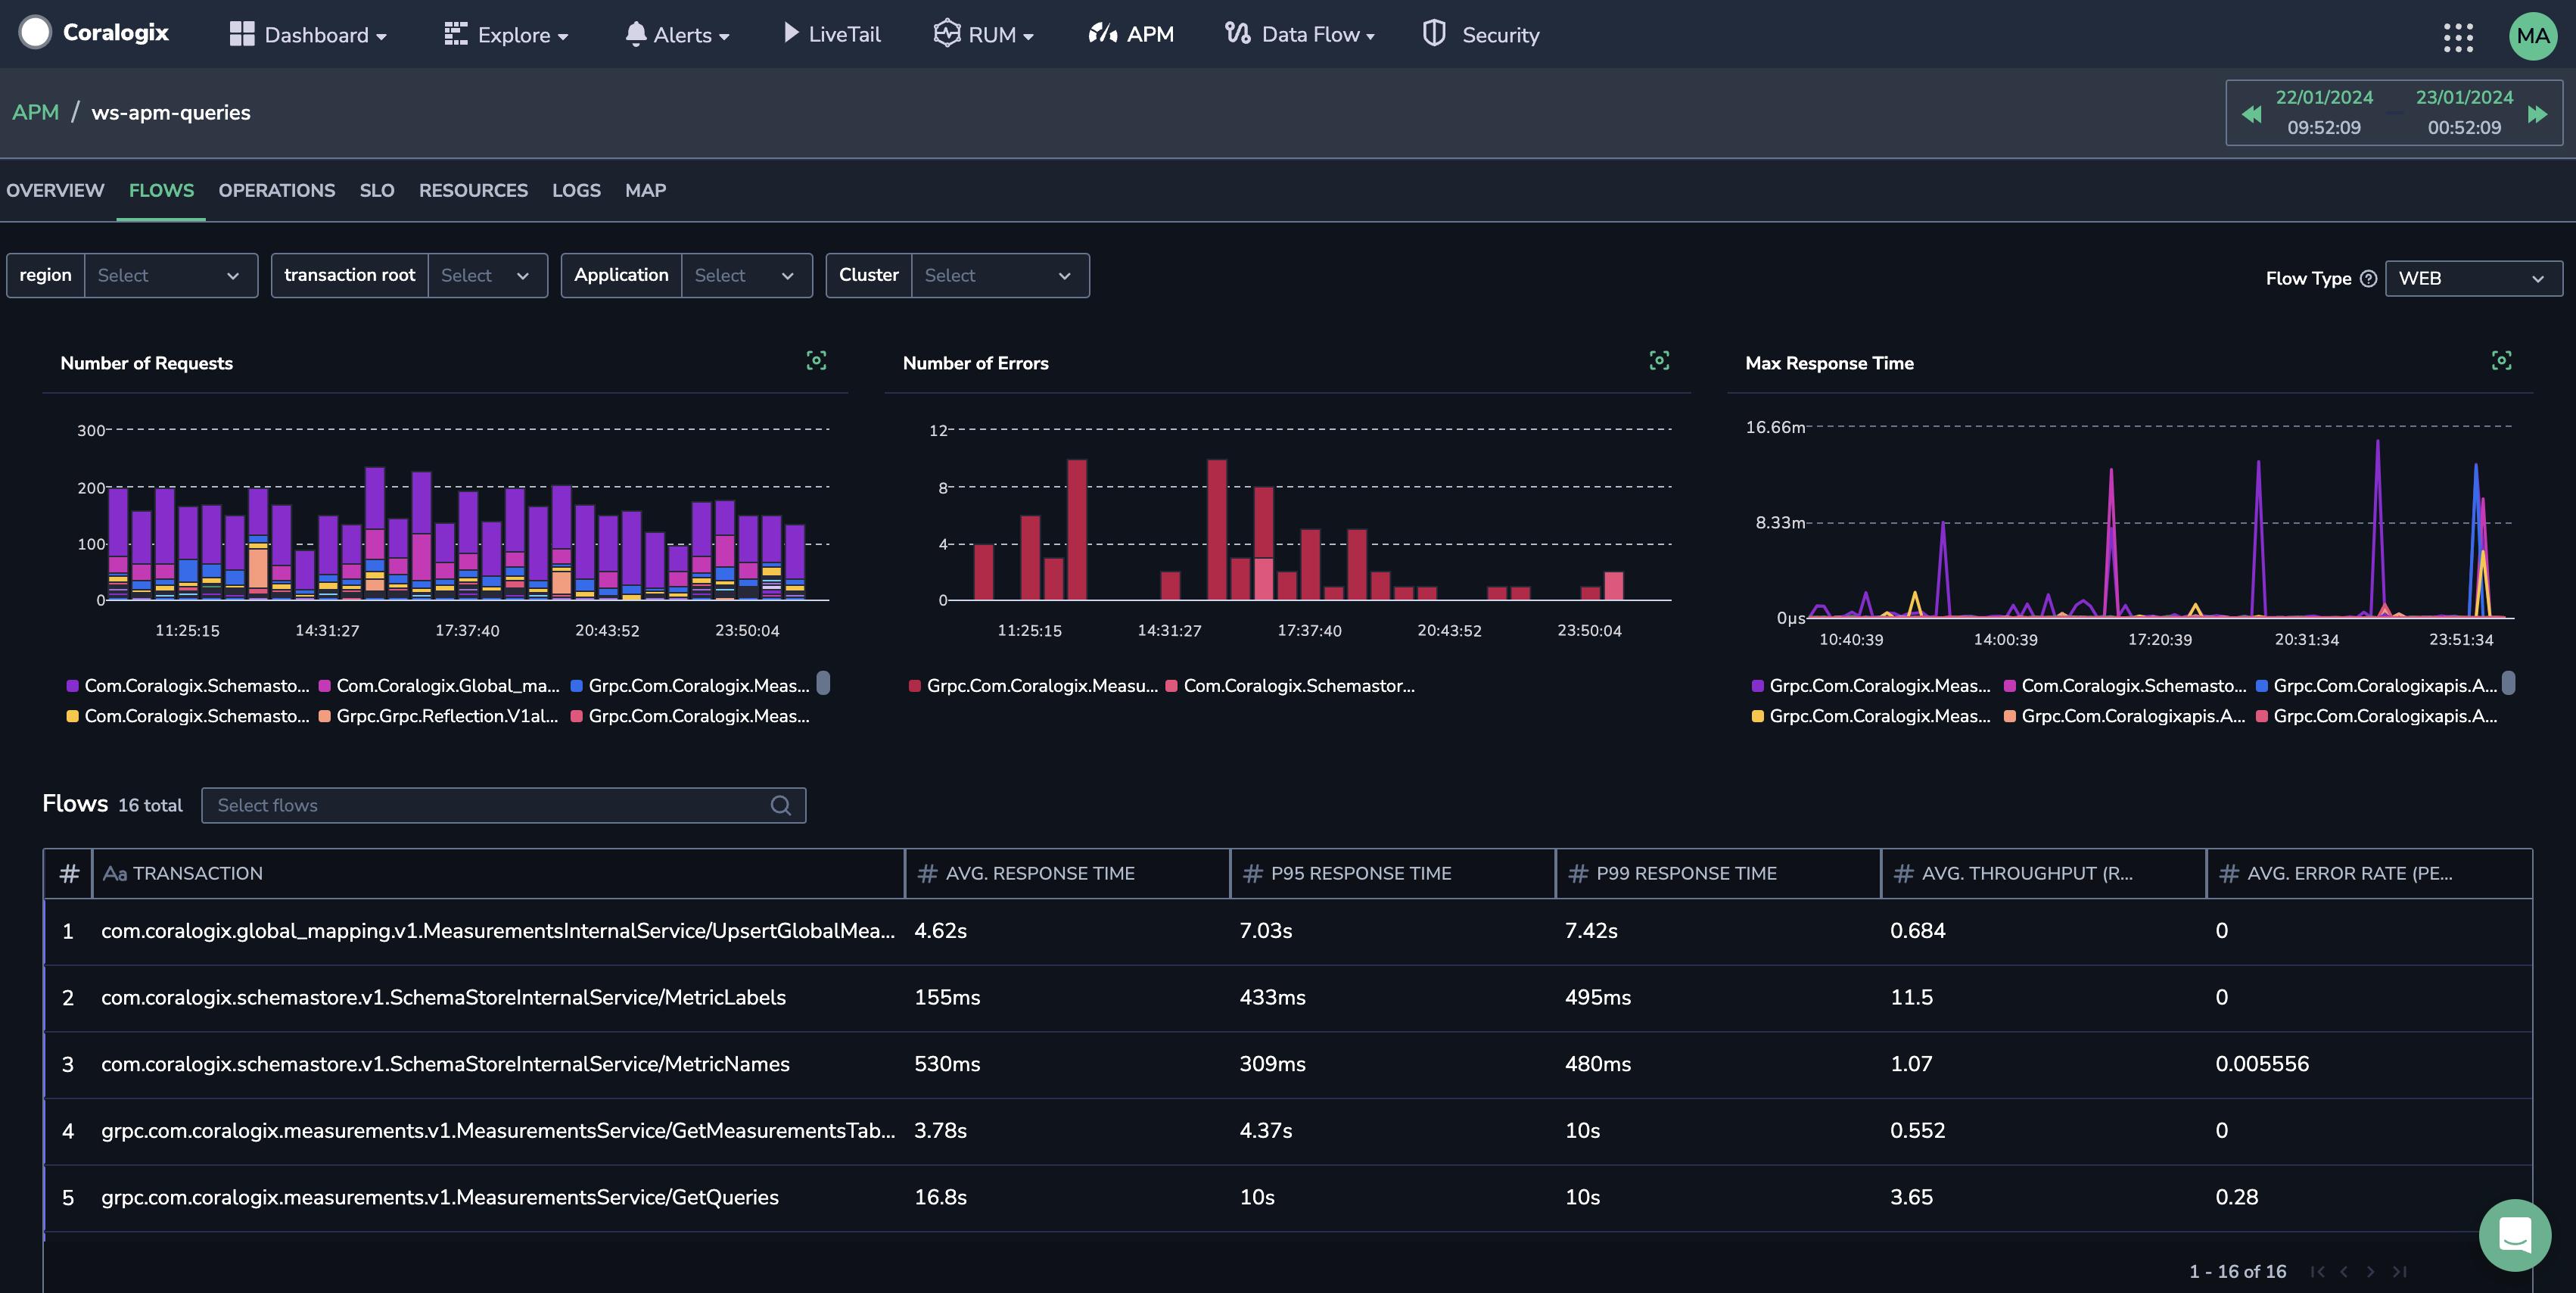 Coralogix Dashboard Explore Alerts LiveTail RUM APM Data Flow Security MA
APM / ws-apm-queries
22/01/2024 – 23/01/2024
09:52:09 00:52:09
OVERVIEW FLOWS OPERATIONS SLO RESOURCES LOGS MAP
region Select transaction root Select Application Select Cluster Select Flow Type ? WEB
Number of Requests
300
200
100
0
11:25:15 14:31:27 17:37:40 20:43:52 23:50:04
Com.Coralogix.Schemasto... Com.Coralogix.Global_ma... Grpc.Com.Coralogix.Meas...
Com.Coralogix.Schemasto... Grpc.Grpc.Reflection.V1al... Grpc.Com.Coralogix.Meas...
Number of Errors
12
8
4
0
11:25:15 14:31:27 17:37:40 20:43:52 23:50:04
Grpc.Com.Coralogix.Measu... Com.Coralogix.Schemastor...
Max Response Time
16.66m
8.33m
0µs
10:40:39 14:00:39 17:20:39 20:31:34 23:51:34
Grpc.Com.Coralogix.Meas... Com.Coralogix.Schemasto... Grpc.Com.Coralogixapis.A...
Grpc.Com.Coralogix.Meas... Grpc.Com.Coralogixapis.A... Grpc.Com.Coralogixapis.A...
Flows 16 total Select flows
# Aa TRANSACTION # AVG. RESPONSE TIME # P95 RESPONSE TIME # P99 RESPONSE TIME # AVG. THROUGHPUT (R... # AVG. ERROR RATE (PE...
1 com.coralogix.global_mapping.v1.MeasurementsInternalService/UpsertGlobalMea... 4.62s 7.03s 7.42s 0.684 0
2 com.coralogix.schemastore.v1.SchemaStoreInternalService/MetricLabels 155ms 433ms 495ms 11.5 0
3 com.coralogix.schemastore.v1.SchemaStoreInternalService/MetricNames 530ms 309ms 480ms 1.07 0.005556
4 grpc.com.coralogix.measurements.v1.MeasurementsService/GetMeasurementsTab... 3.78s 4.37s 10s 0.552 0
5 grpc.com.coralogix.measurements.v1.MeasurementsService/GetQueries 16.8s 10s 10s 3.65 0.28
1 - 16 of 16